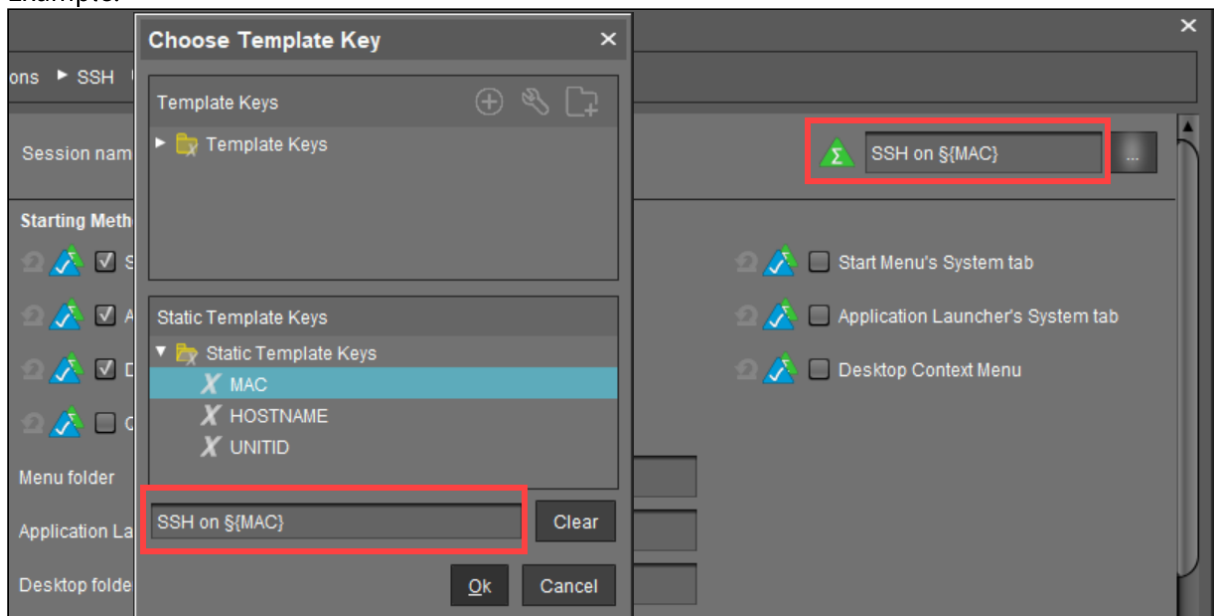 Example:
Choose Template Key
ons SSH
Template Keys
Template Keys
Session nam
SSH on §{MAC}
...
Starting Meth
S
Start Menu's System tab
A
Static Template Keys
Application Launcher's System tab
Static Template Keys
D
MAC
Desktop Context Menu
HOSTNAME
UNITID
Menu folder
SSH on §{MAC}
Clear
Application La
Desktop folde
Ok
Cancel